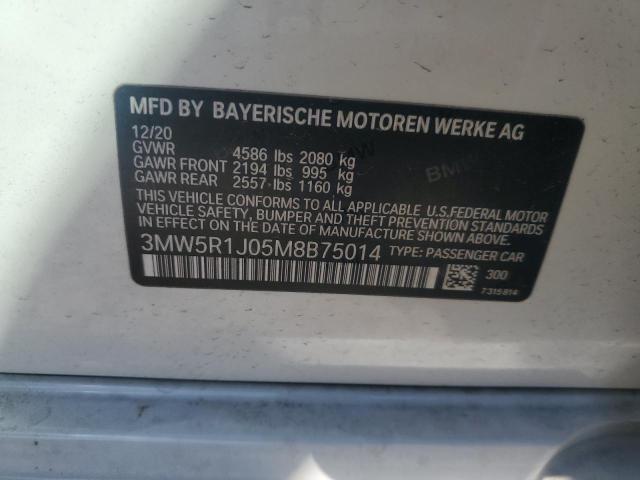 MFD BY BAYERISCHE MOTOREN WERKE AG
12/20
GVWR 4586 lbs 2080 kg
GAWR FRONT 2194 lbs 995 kg
GAWR REAR 2557 lbs 1160 kg
THIS VEHICLE CONFORMS TO ALL APPLICABLE U.S.FEDERAL MOTOR
VEHICLE SAFETY, BUMPER AND THEFT PREVENTION STANDARDS
IN EFFECT ON THE DATE OF MANUFACTURE SHOWN ABOVE.
3MW5R1J05M8B75014 TYPE: PASSENGER CAR
300
7315814
BMW